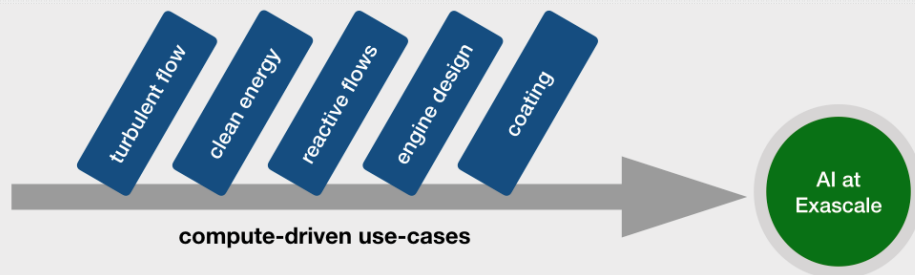 turbulent flow
clean energy
reactive flows
engine design
coating
compute-driven use-cases
AI at
Exascale